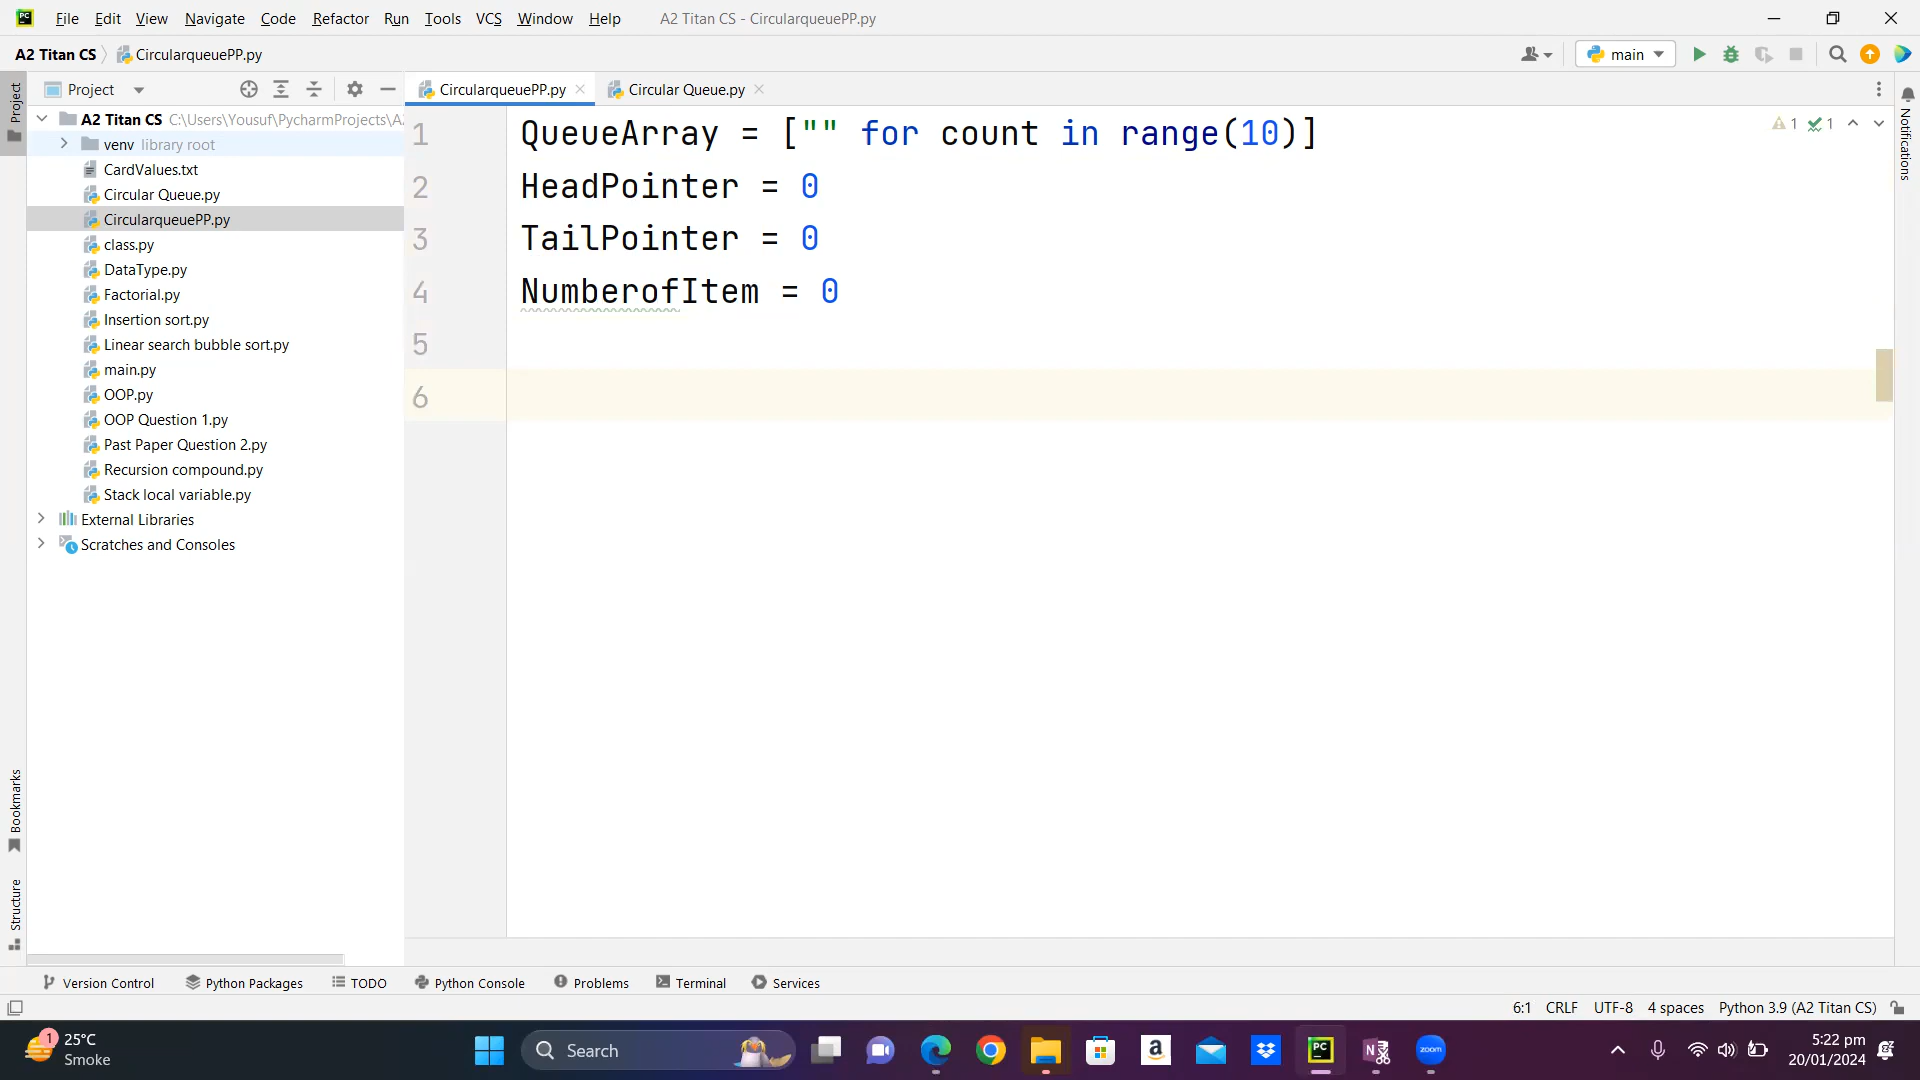 File Edit View Navigate Code Refactor Run Tools VCS Window Help A2 Titan CS - CircularqueuePP.py
A2 Titan CS CircularqueuePP.py main
Project
Project
CircularqueuePP.py
Circular Queue.py
Notifications
A2 Titan CS C:\Users\Yousuf\PycharmProjects\A2
venv library root
CardValues.txt
Circular Queue.py
CircularqueuePP.py
class.py
DataType.py
Factorial.py
Insertion sort.py
Linear search bubble sort.py
main.py
OOP.py
OOP Question 1.py
Past Paper Question 2.py
Recursion compound.py
Stack local variable.py
External Libraries
Scratches and Consoles
1 QueueArray = ["" for count in range(10)]
2 HeadPointer = 0
3 TailPointer = 0
4 NumberofItem = 0
5
6
1 1
Bookmarks
Structure
Version Control Python Packages TODO Python Console Problems Terminal Services
6:1 CRLF UTF-8 4 spaces Python 3.9 (A2 Titan CS)
1
25°C
Smoke
Search
PC
zoom
5:22 pm
20/01/2024